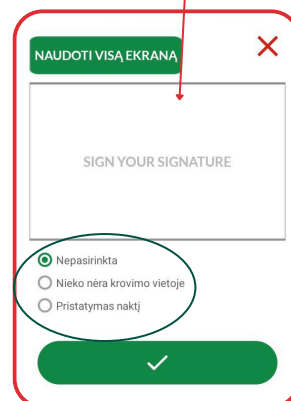 NAUDOTI VISĄ EKRANĄ
SIGN YOUR SIGNATURE
Nepasirinkta
Nieko nėra krovimo vietoje
Pristatymas naktį